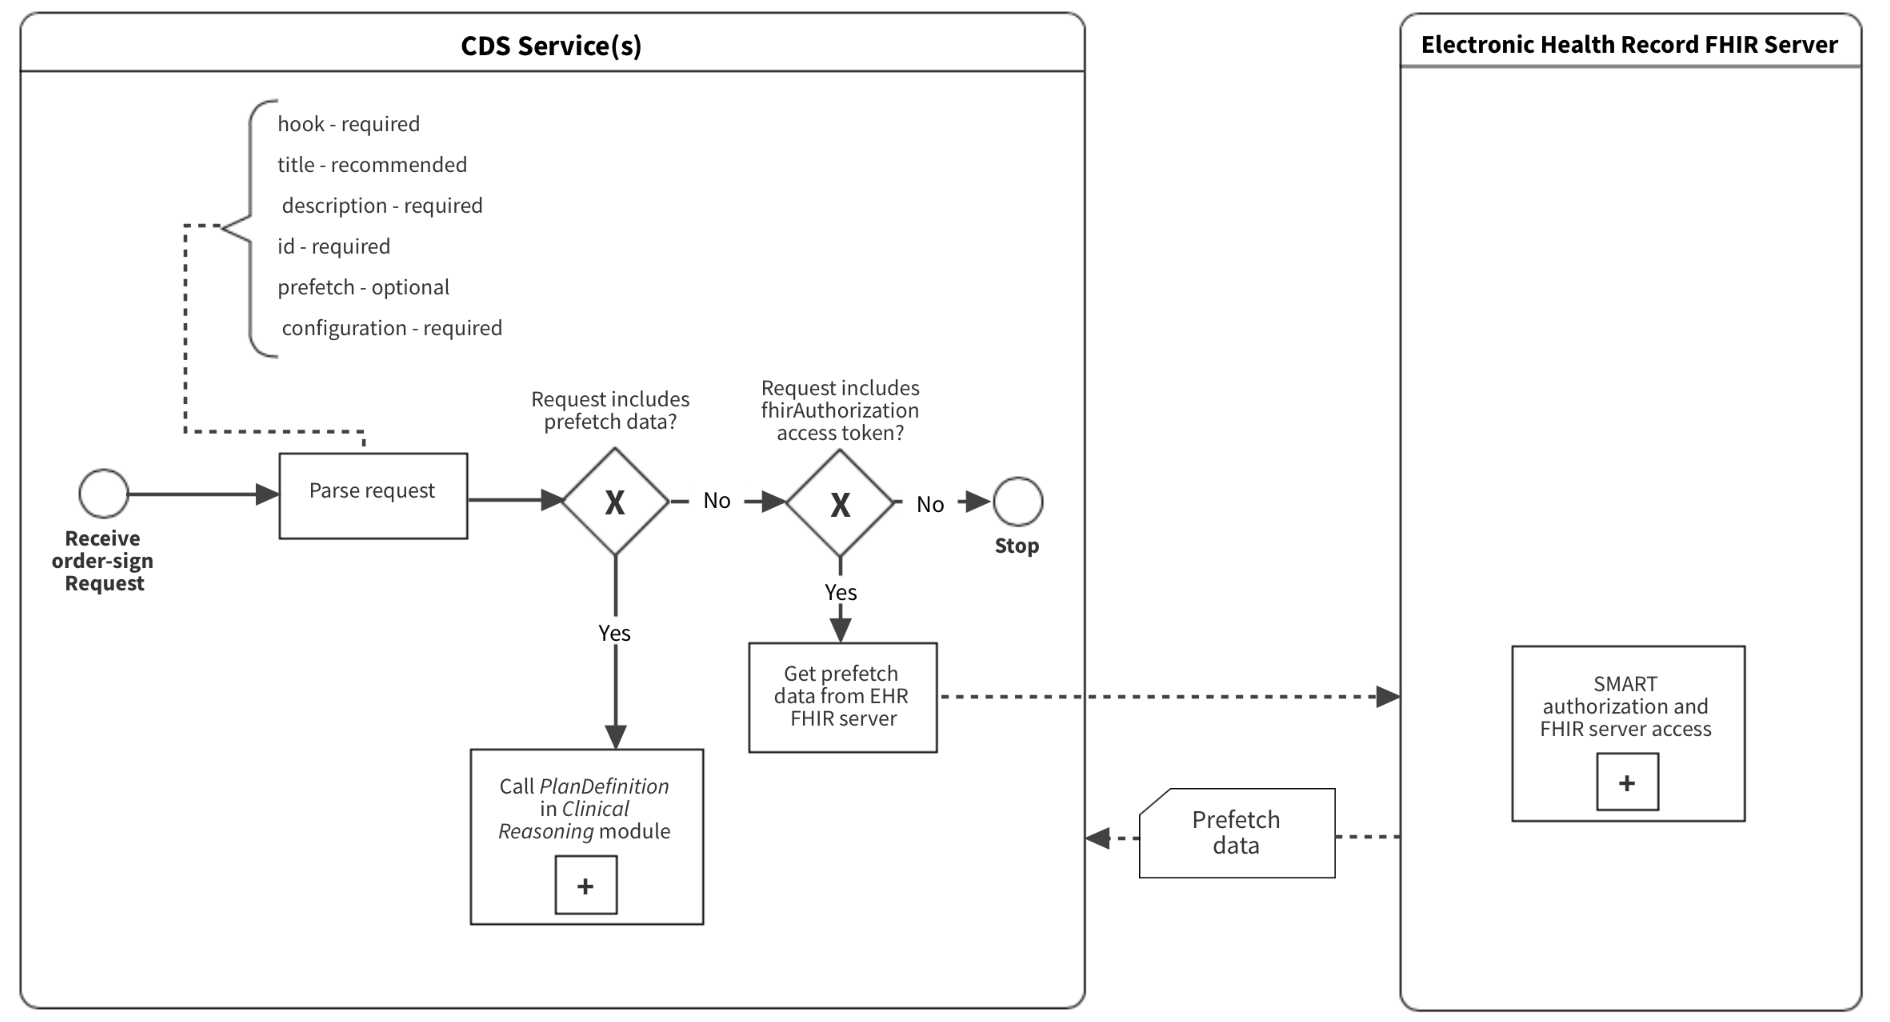 CDS Service(s)
Electronic Health Record FHIR Server
hook - required
title - recommended
description - required
id - required
prefetch - optional
configuration - required
Request includes
prefetch data?
Request includes
fhirAuthorization
access token?
Receive
order-sign
Request
Parse request
X
No
X
No
Stop
Yes
Yes
Get prefetch
data from EHR
FHIR server
SMART
authorization and
FHIR server access
+
Call PlanDefinition
in Clinical
Reasoning module
+
Prefetch
data